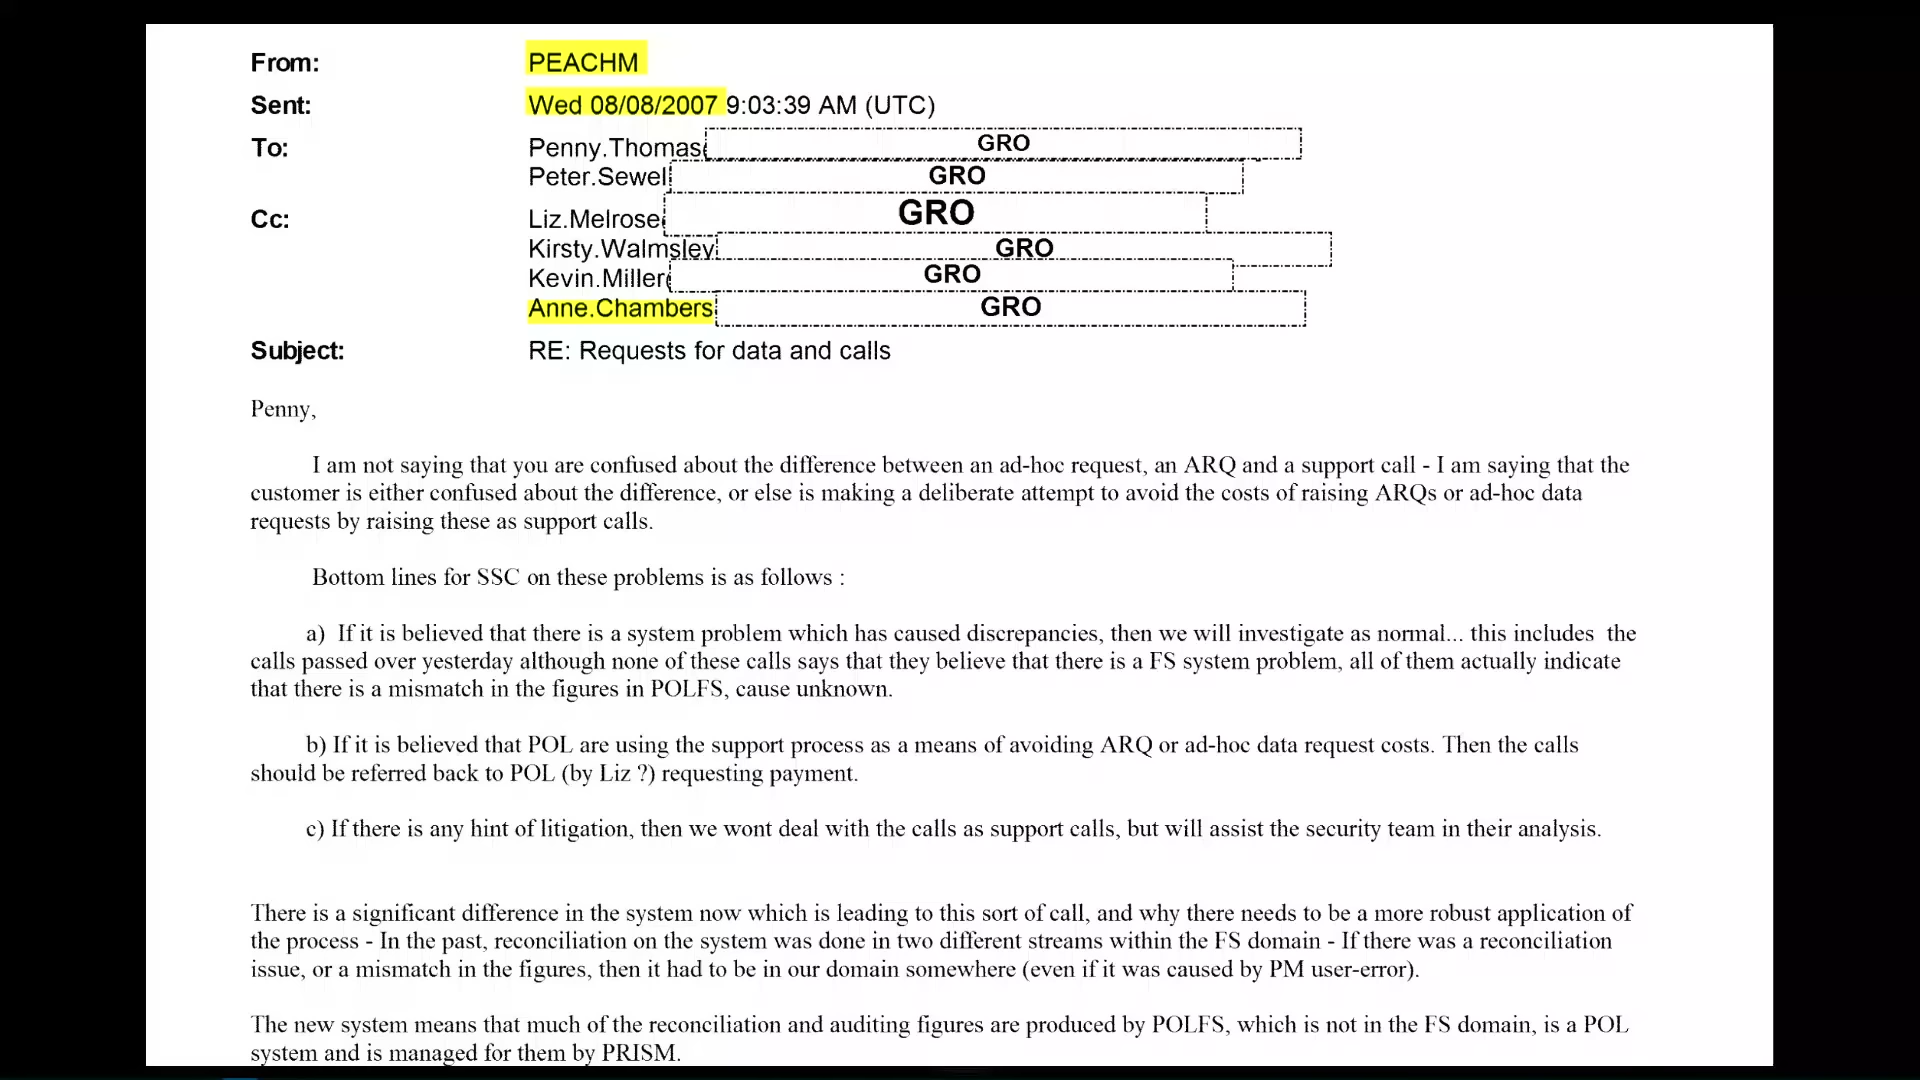 From: PEACHM
Sent: Wed 08/08/2007 9:03:39 AM (UTC)
To: Penny.Thomas GRO
Peter.Sewel GRO
Cc: Liz.Melrose GRO
Kirsty.Walmsley GRO
Kevin.Miller GRO
Anne.Chambers GRO
Subject: RE: Requests for data and calls
Penny,
I am not saying that you are confused about the difference between an ad-hoc request, an ARQ and a support call - I am saying that the
customer is either confused about the difference, or else is making a deliberate attempt to avoid the costs of raising ARQs or ad-hoc data
requests by raising these as support calls.
Bottom lines for SSC on these problems is as follows :
a) If it is believed that there is a system problem which has caused discrepancies, then we will investigate as normal... this includes the
calls passed over yesterday although none of these calls says that they believe that there is a FS system problem, all of them actually indicate
that there is a mismatch in the figures in POLFS, cause unknown.
b) If it is believed that POL are using the support process as a means of avoiding ARQ or ad-hoc data request costs. Then the calls
should be referred back to POL (by Liz ?) requesting payment.
c) If there is any hint of litigation, then we wont deal with the calls as support calls, but will assist the security team in their analysis.
There is a significant difference in the system now which is leading to this sort of call, and why there needs to be a more robust application of
the process - In the past, reconciliation on the system was done in two different streams within the FS domain - If there was a reconciliation
issue, or a mismatch in the figures, then it had to be in our domain somewhere (even if it was caused by PM user-error).
The new system means that much of the reconciliation and auditing figures are produced by POLFS, which is not in the FS domain, is a POL
system and is managed for them by PRISM.